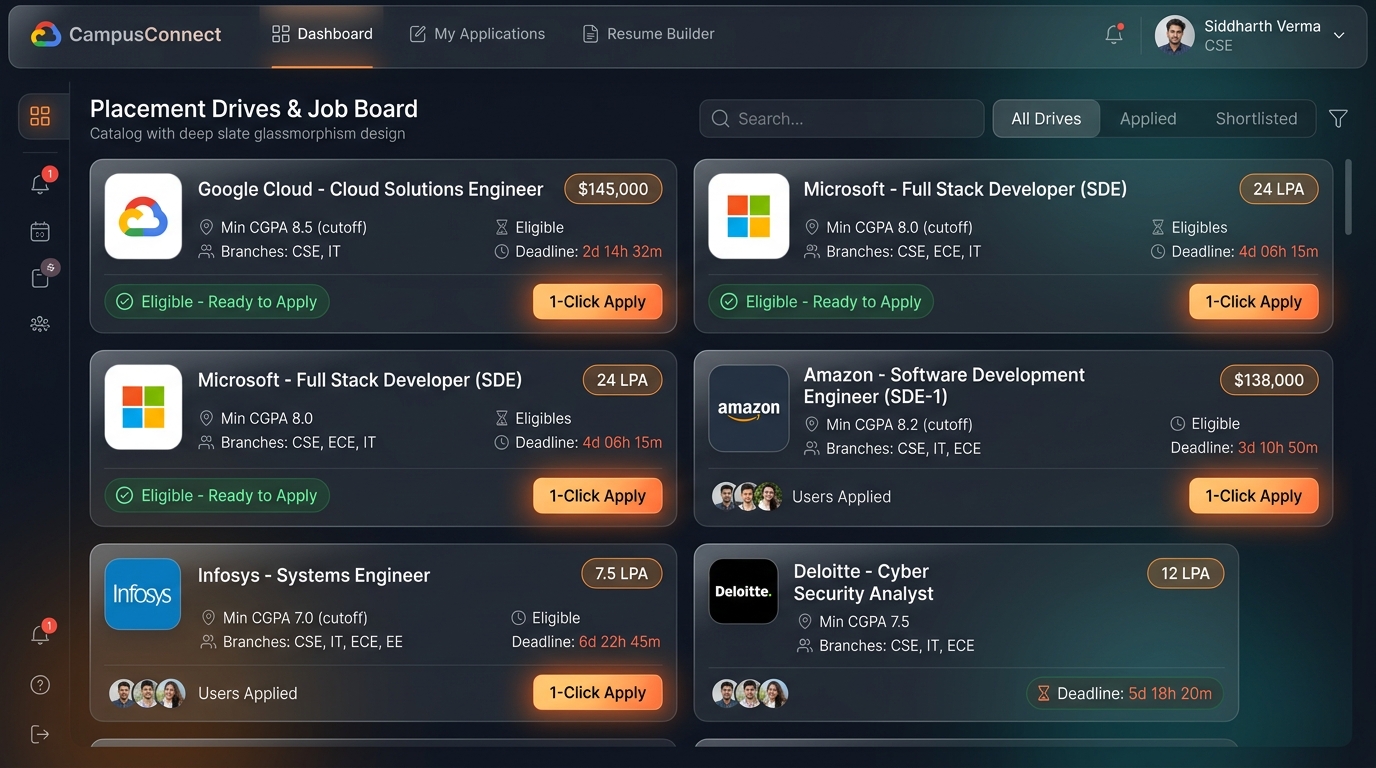 CampusConnect
Dashboard
My Applications
Resume Builder
Siddharth Verma
CSE
Placement Drives & Job Board
Catalog with deep slate glassmorphism design
Search...
All Drives
Applied
Shortlisted
1
Google Cloud - Cloud Solutions Engineer
$145,000
Min CGPA 8.5 (cutoff)
Eligible
Branches: CSE, IT
Deadline: 2d 14h 32m
Eligible - Ready to Apply
1-Click Apply
Microsoft - Full Stack Developer (SDE)
24 LPA
Min CGPA 8.0 (cutoff)
Eligibles
Branches: CSE, ECE, IT
Deadline: 4d 06h 15m
Eligible - Ready to Apply
1-Click Apply
Microsoft - Full Stack Developer (SDE)
24 LPA
Min CGPA 8.0
Eligibles
Branches: CSE, ECE, IT
Deadline: 4d 06h 15m
Eligible - Ready to Apply
1-Click Apply
amazon
Amazon - Software Development
Engineer (SDE-1)
$138,000
Min CGPA 8.2 (cutoff)
Eligible
Branches: CSE, IT, ECE
Deadline: 3d 10h 50m
Users Applied
1-Click Apply
Infosys
Infosys - Systems Engineer
7.5 LPA
Min CGPA 7.0 (cutoff)
Eligible
Branches: CSE, IT, ECE, EE
Deadline: 6d 22h 45m
Users Applied
1-Click Apply
Deloitte.
Deloitte - Cyber
Security Analyst
12 LPA
Min CGPA 7.5
Branches: CSE, IT, ECE
Deadline: 5d 18h 20m
1